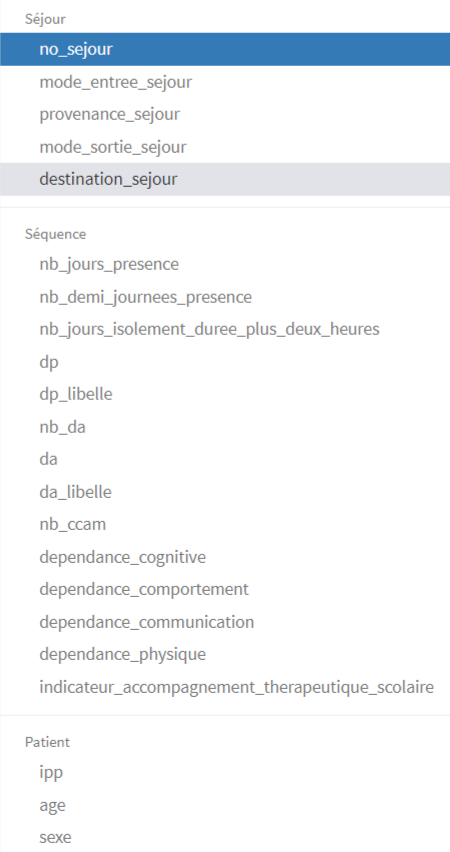 Séjour
no_sejour
mode_entree_sejour
provenance_sejour
mode_sortie_sejour
destination_sejour
Séquence
nb_jours_presence
nb_demi_journees_presence
nb_jours_isolement_duree_plus_deux_heures
dp
dp_libelle
nb_da
da
da_libelle
nb_ccam
dependance_cognitive
dependance_comportement
dependance_communication
dependance_physique
indicateur_accompagnement_therapeutique_scolaire
Patient
ipp
age
sexe